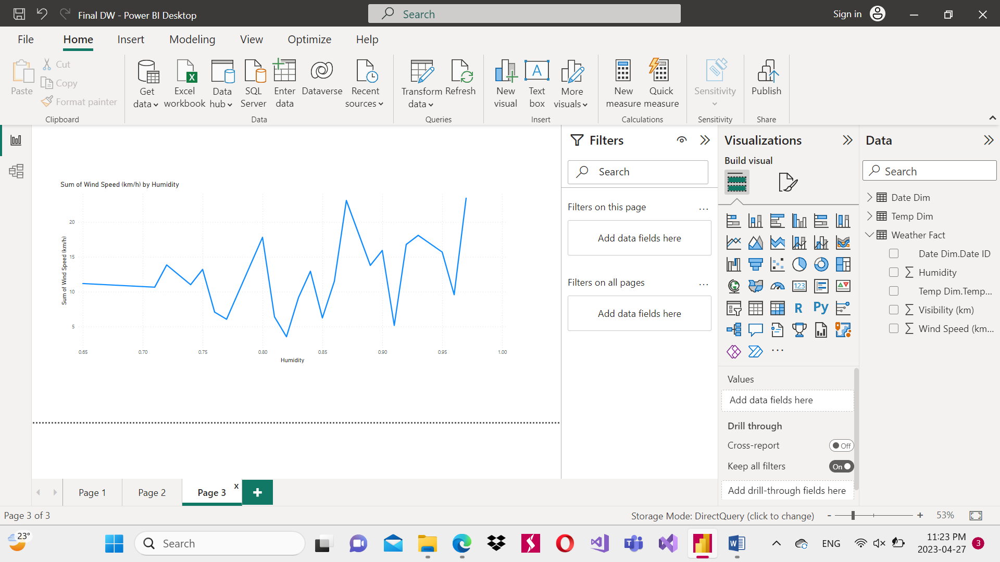 Final DW - Power BI Desktop
Search
Sign in
File
Home
Insert
Modeling
View
Optimize
Help
Paste
Cut
Copy
Format painter
Clipboard
Get data
Excel workbook
Data hub
SQL Server
Enter data
Dataverse
Recent sources
Data
Transform data
Refresh
Queries
New visual
Text box
More visuals
Insert
New measure
Quick measure
Calculations
Sensitivity
Sensitivity
Publish
Share
Sum of Wind Speed (km/h) by Humidity
Sum of Wind Speed (km/h)
20
15
10
5
0.65
0.70
0.75
0.80
0.85
0.90
0.95
1.00
Humidity
Filters
Search
Filters on this page
...
Add data fields here
Filters on all pages
...
Add data fields here
Visualizations
Build visual
123
R
Py
...
Values
Add data fields here
Drill through
Cross-report
Off
Keep all filters
On
Add drill-through fields here
Data
Search
Date Dim
Temp Dim
Weather Fact
Date Dim.Date ID
Humidity
Temp Dim.Temp...
Visibility (km)
Wind Speed (km...
Page 1
Page 2
Page 3
x
Page 3 of 3
Storage Mode: DirectQuery (click to change)
-
+
53%
23°
Search
ENG
11:23 PM
2023-04-27
3